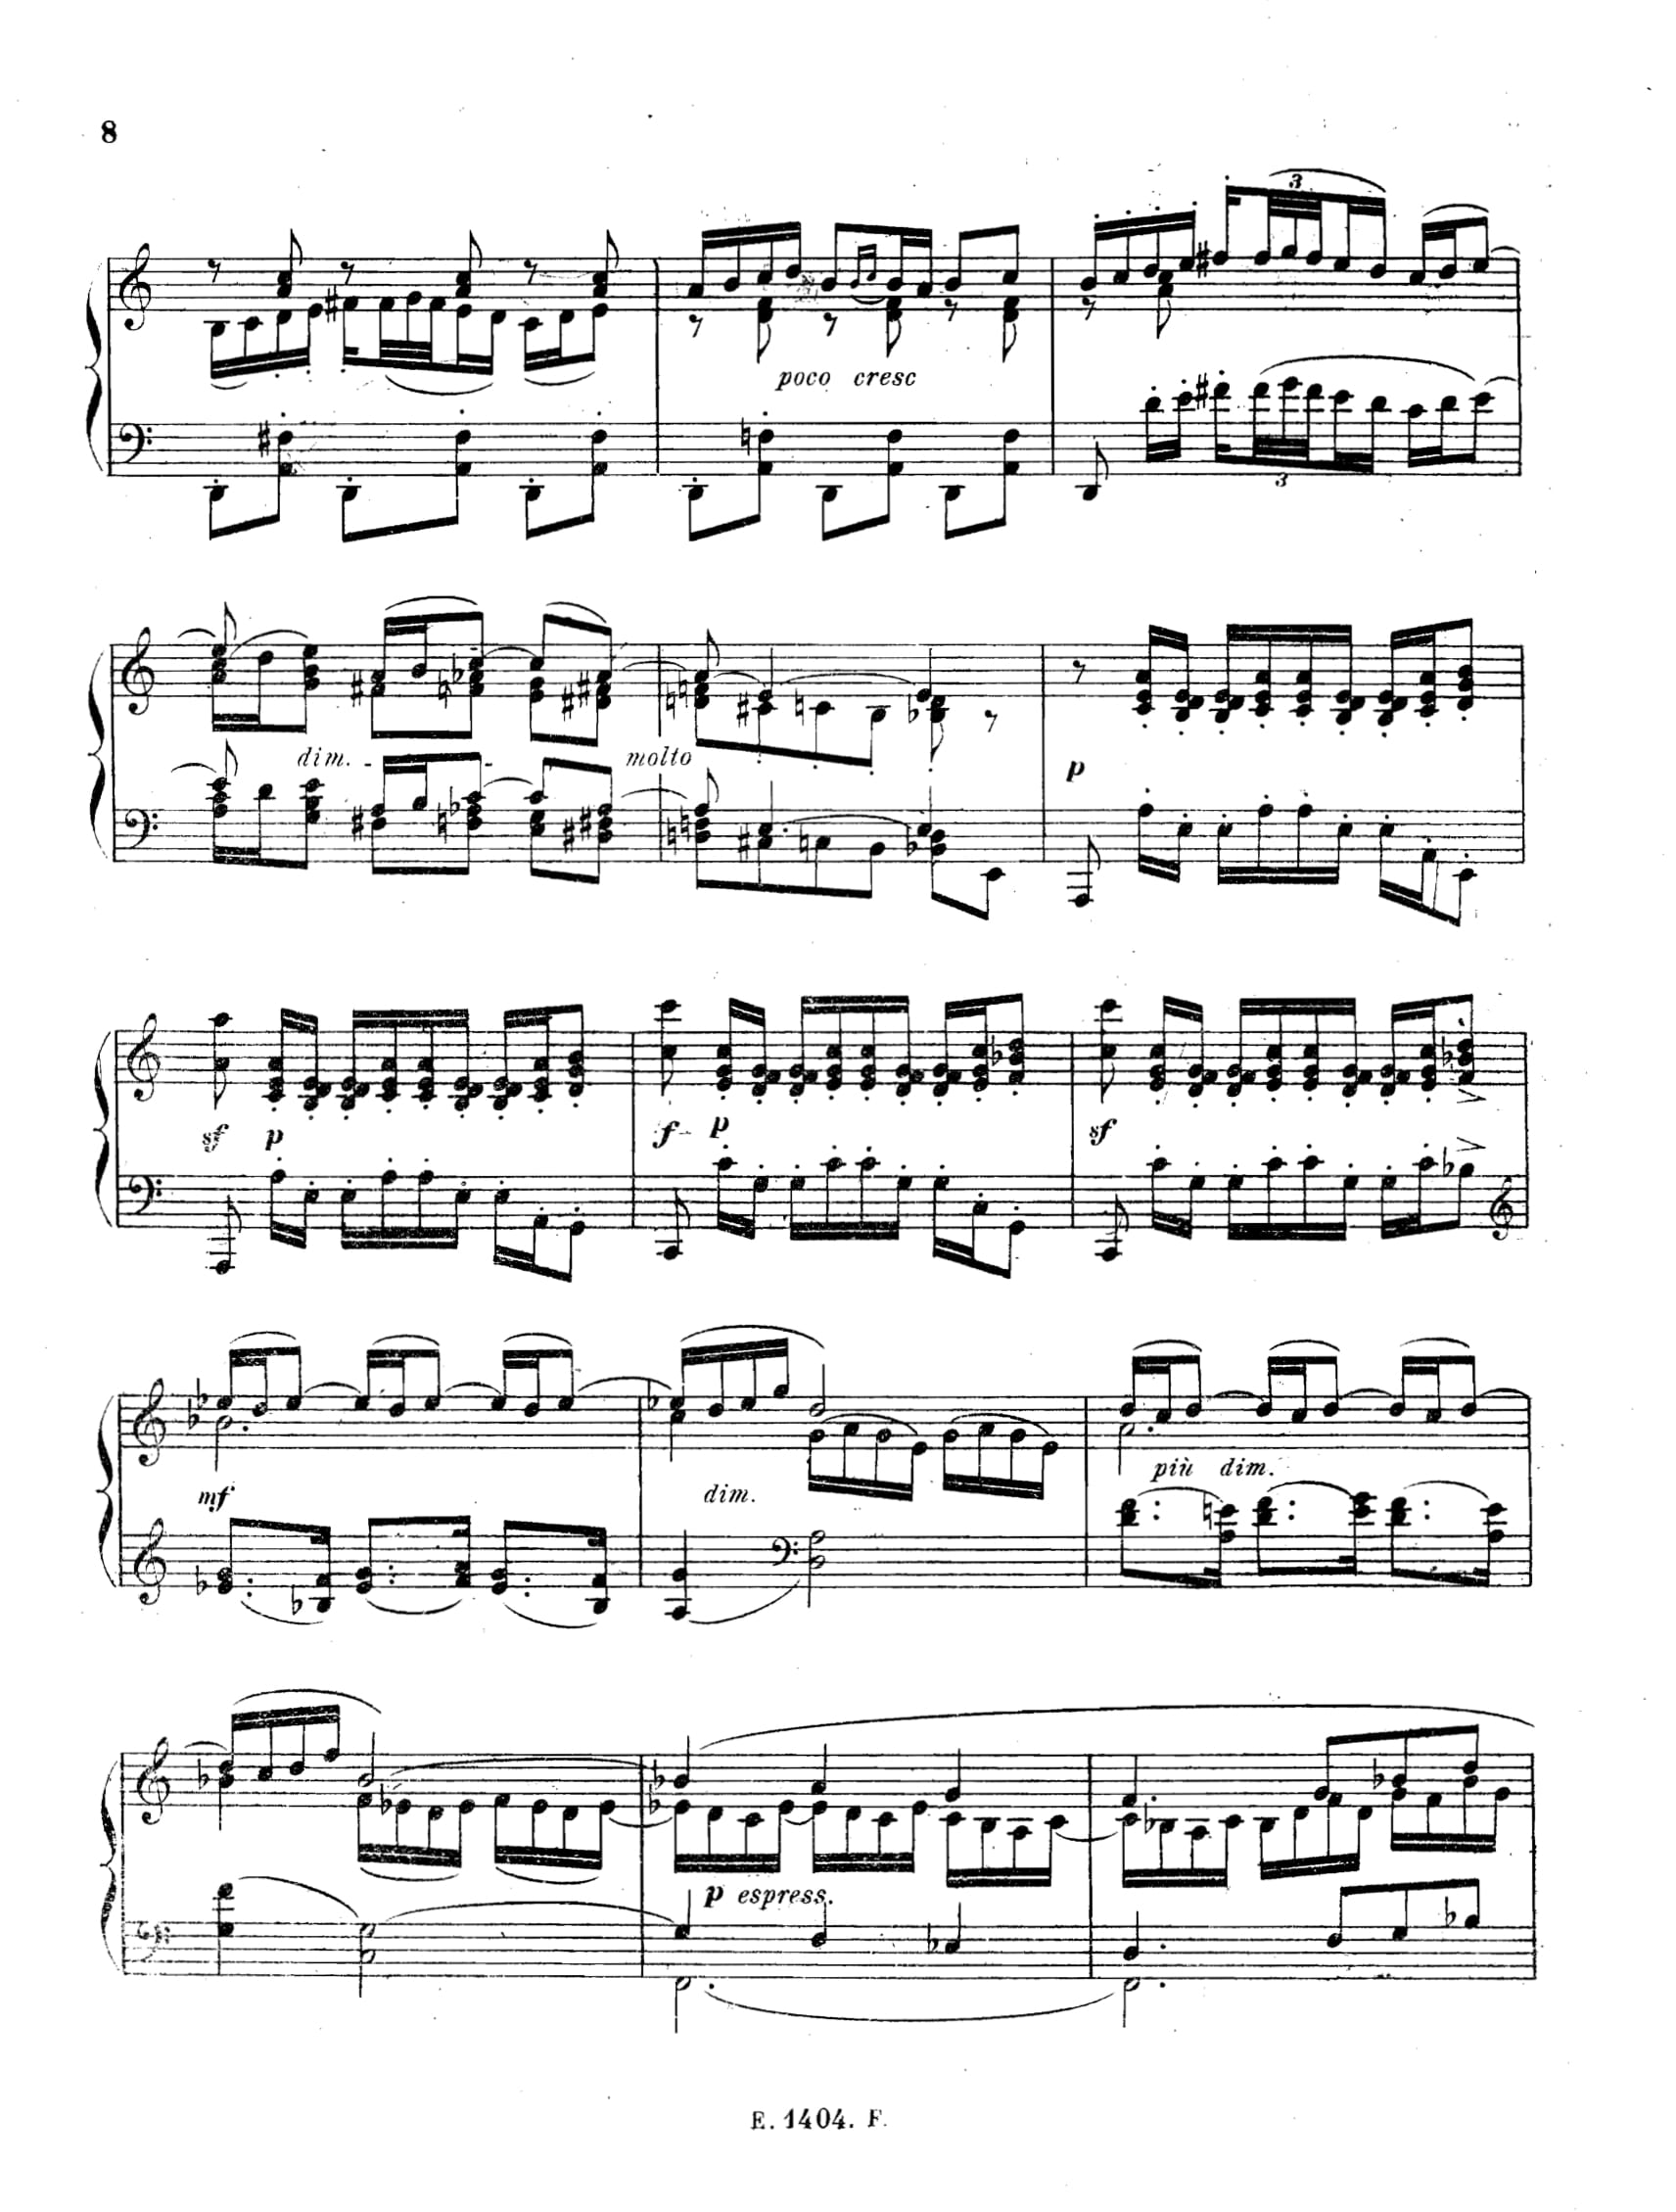 8
3
poco cresc
3
dim. molto
p
sf p f p sf
mf dim. più dim.
p espress.
E. 1404. F.